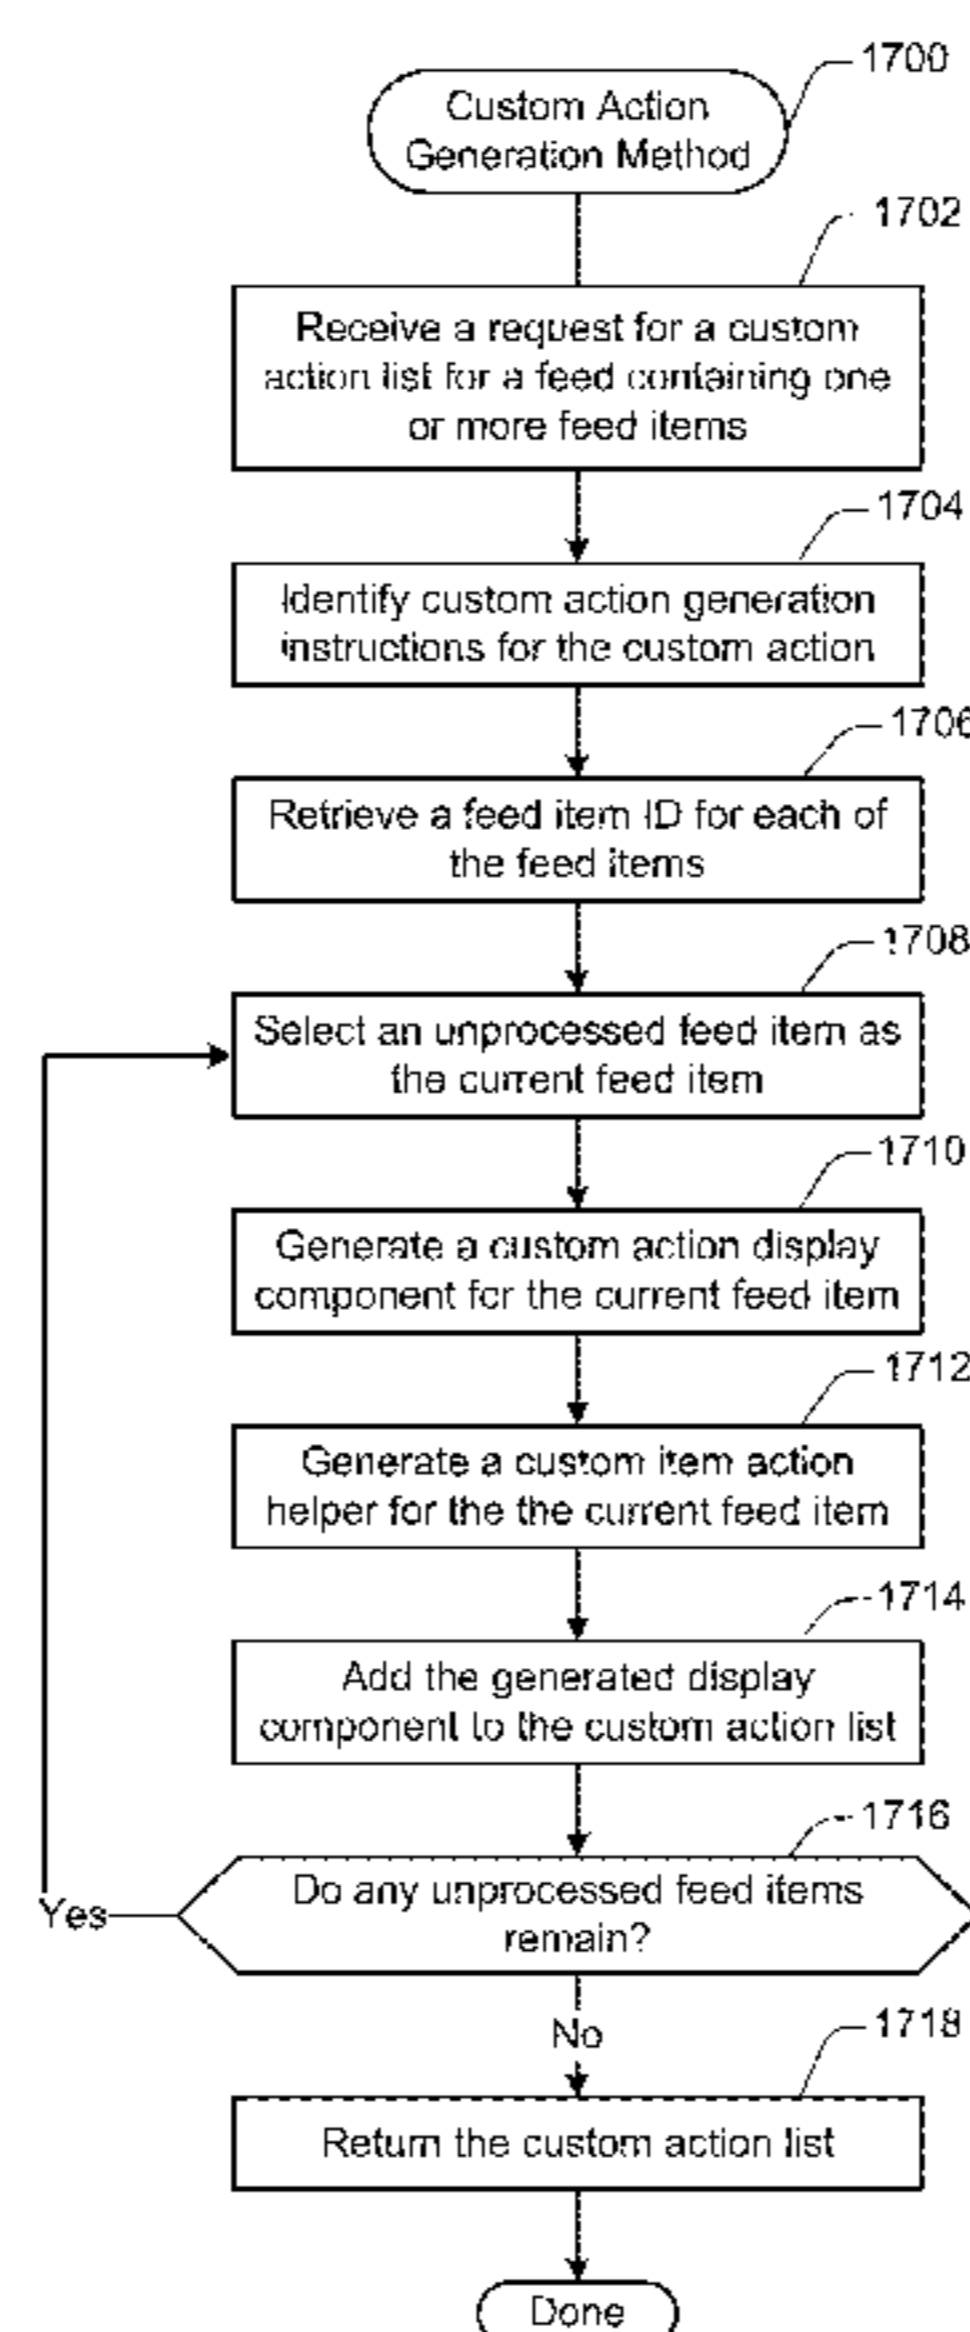 1700
Custom Action
Generation Method
1702
Receive a request for a custom
action list for a feed containing one
or more feed items
1704
Identify custom action generation
instructions for the custom action
1706
Retrieve a feed item ID for each of
the feed items
1708
Select an unprocessed feed item as
the current feed item
1710
Generate a custom action display
component for the current feed item
1712
Generate a custom item action
helper for the the current feed item
1714
Add the generated display
component to the custom action list
1716
Do any unprocessed feed items
remain?
Yes
No
1718
Return the custom action list
Done